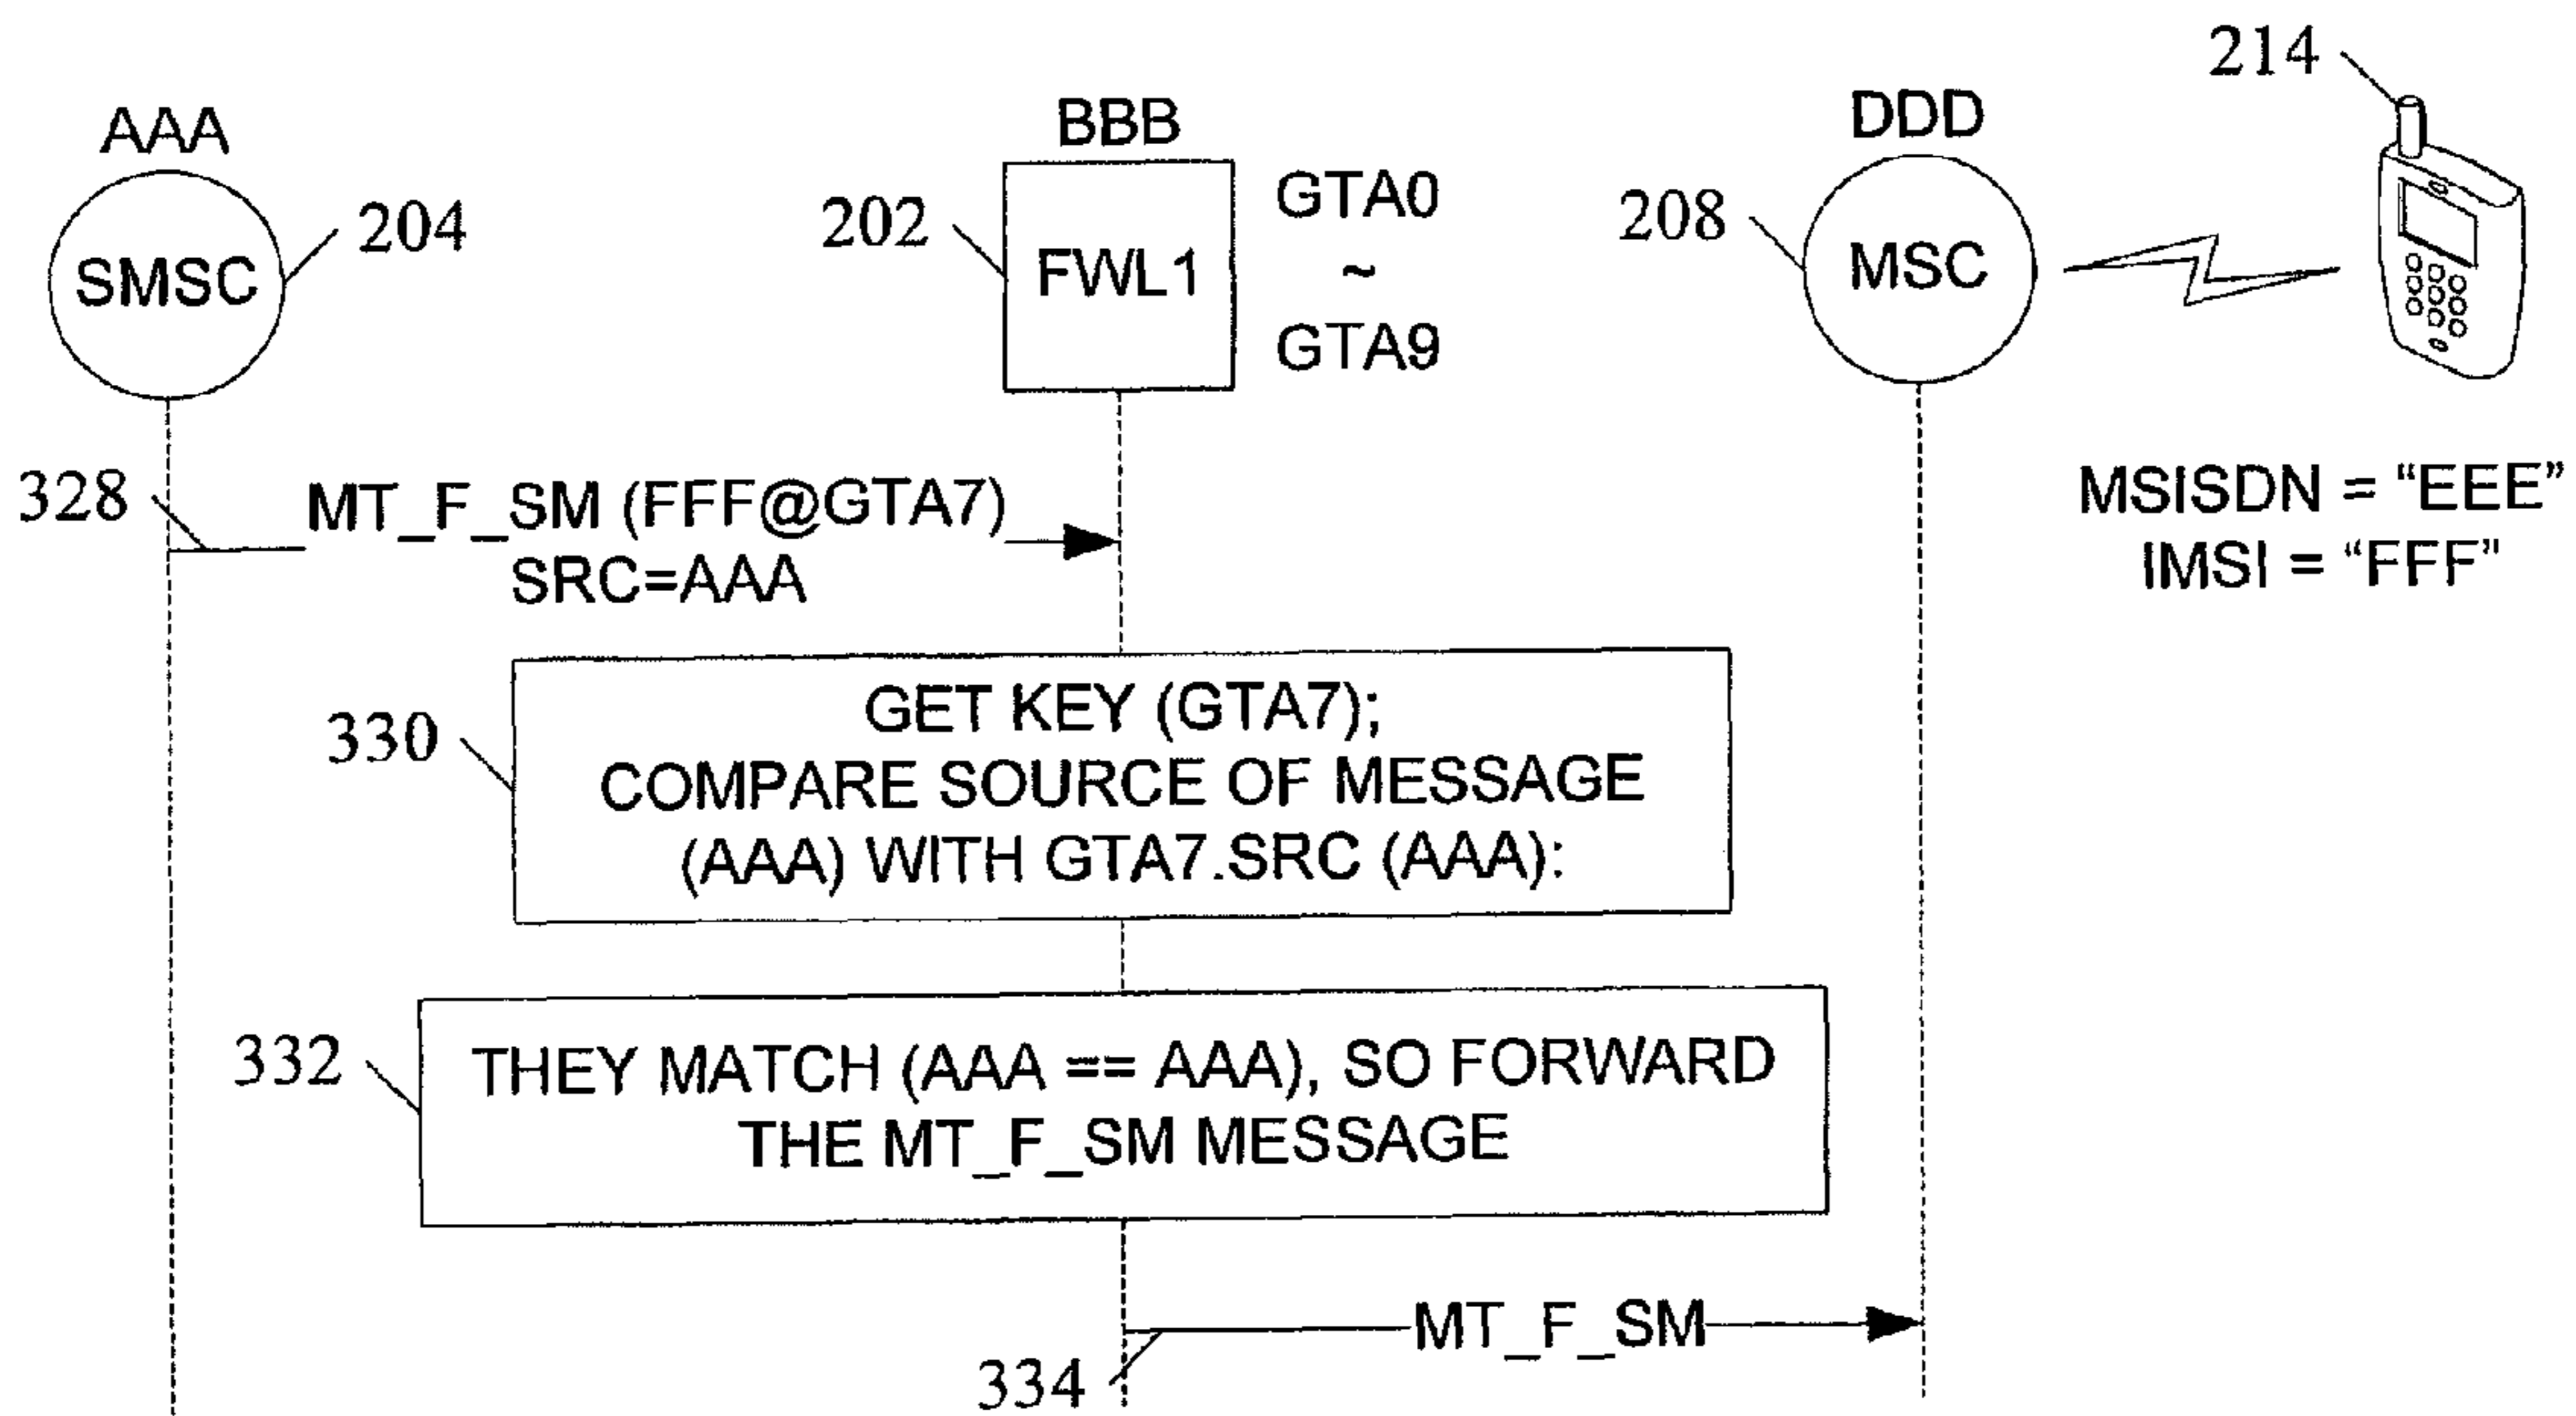 214
AAA
BBB
DDD
SMSC
204
202
FWL1
GTA0
~
GTA9
208
MSC
328
MT_F_SM (FFF@GTA7)
SRC=AAA
MSISDN = “EEE”
IMSI = “FFF”
330
GET KEY (GTA7);
COMPARE SOURCE OF MESSAGE
(AAA) WITH GTA7.SRC (AAA):
332
THEY MATCH (AAA == AAA), SO FORWARD
THE MT_F_SM MESSAGE
MT_F_SM
334